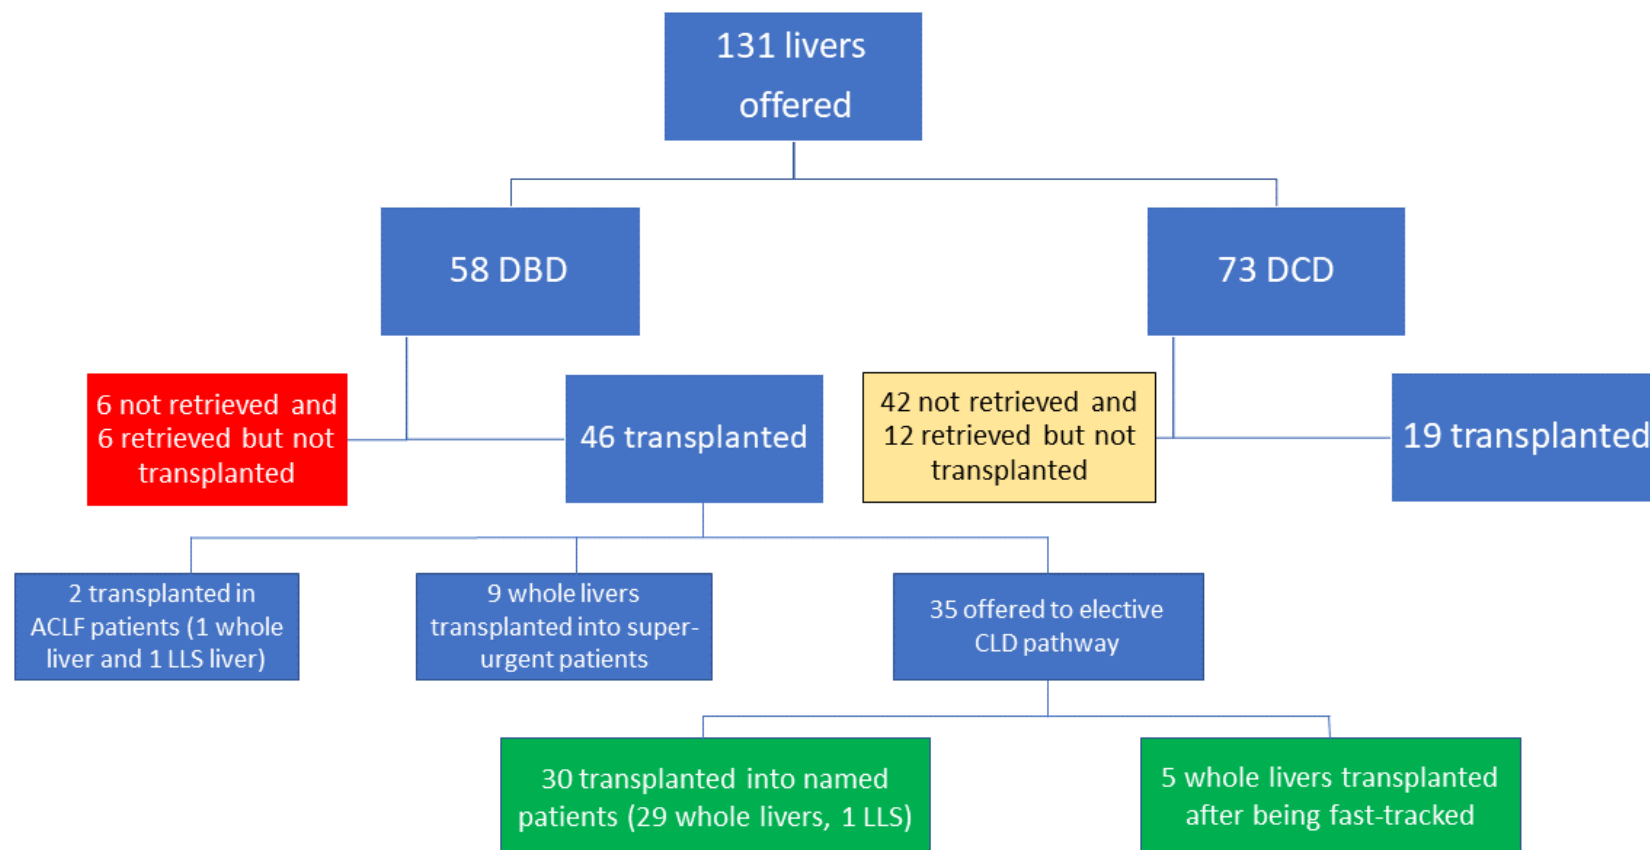 131 livers
offered
58 DBD
73 DCD
6 not retrieved and
6 retrieved but not
transplanted
46 transplanted
42 not retrieved and
12 retrieved but not
transplanted
19 transplanted
2 transplanted in
ACLF patients (1 whole
liver and 1 LLS liver)
9 whole livers
transplanted into super-
urgent patients
35 offered to elective
CLD pathway
30 transplanted into named
patients (29 whole livers, 1 LLS)
5 whole livers transplanted
after being fast-tracked